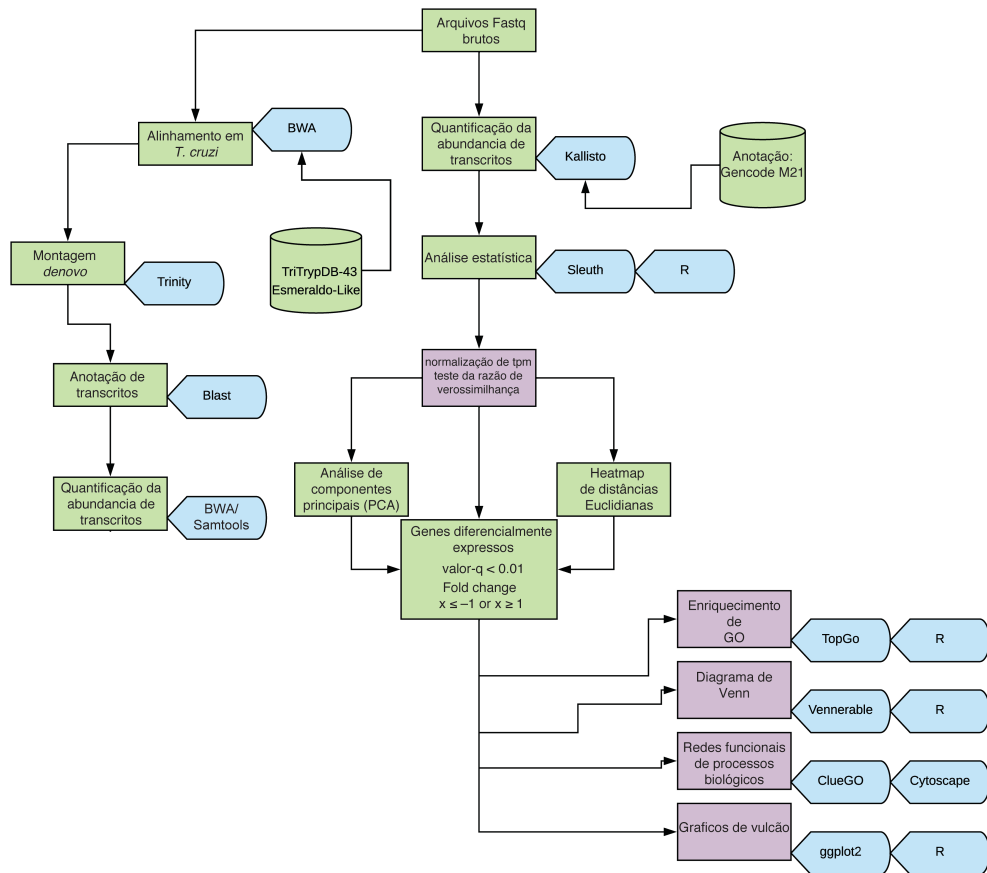 Arquivos Fastq
brutos
Alinhamento em
T. cruzi
BWA
Quantificação da
abundancia de
transcritos
Kallisto
Anotação:
Gencode M21
Montagem
denovo
Trinity
TriTrypDB-43
Esmeraldo-Like
Análise estatística
Sleuth
R
normalização de tpm
teste da razão de
verossimilhança
Anotação de
transcritos
Blast
Análise de
componentes
principais (PCA)
Heatmap
de distâncias
Euclidianas
Quantificação da
abundancia de
transcritos
BWA/
Samtools
Genes diferencialmente
expressos
valor-q < 0.01
Fold change
x ≤ –1 or x ≥ 1
Enriquecimento
de
GO
TopGo
R
Diagrama de
Venn
Vennerable
R
Redes funcionais
de processos
biológicos
ClueGO
Cytoscape
Graficos de vulcão
ggplot2
R